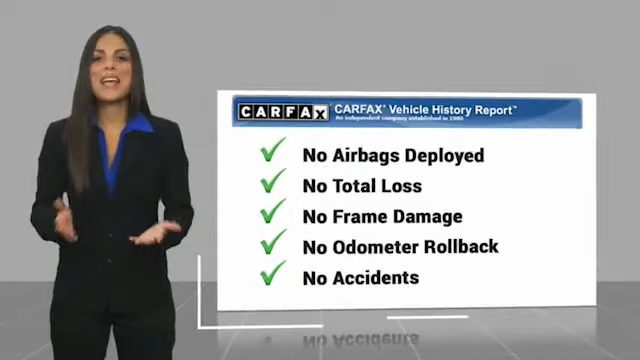 CARFAX CARFAX® Vehicle History Report™
An independent company established in 1986
No Airbags Deployed
No Total Loss
No Frame Damage
No Odometer Rollback
No Accidents